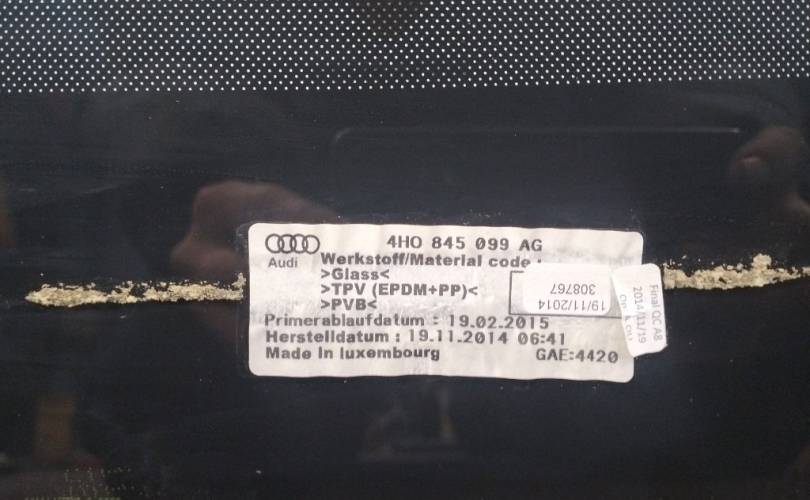 4H0 845 099 AG
Audi
Werkstoff/Material code :
>Glass<
>TPV (EPDM+PP)<
>PVB<
Primerablaufdatum : 19.02.2015
Herstelldatum : 19.11.2014 06:41
Made in luxembourg
GAE:4420
19/11/2014
308767
Final QC A8
2014/11/19